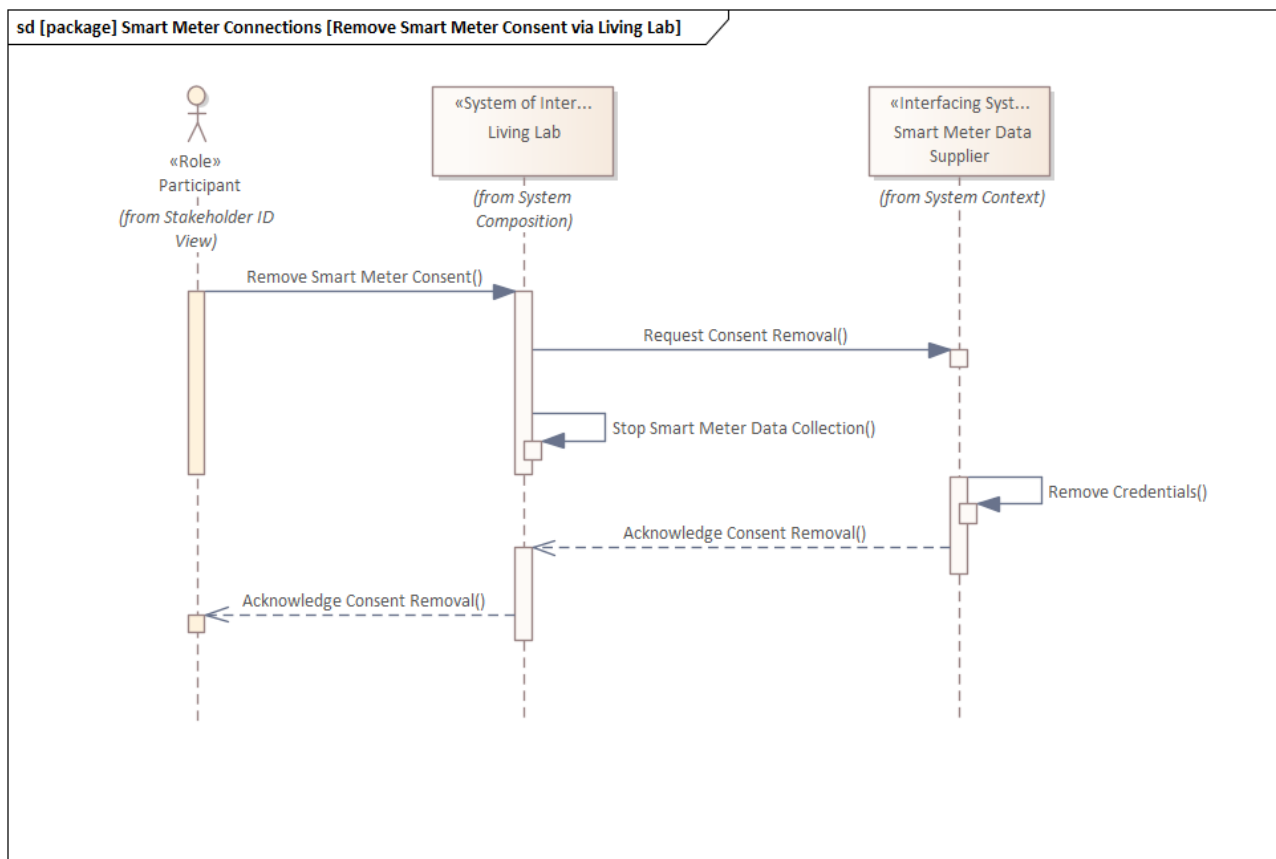 sd [package] Smart Meter Connections [Remove Smart Meter Consent via Living Lab]
«Role»
Participant
(from Stakeholder ID
View)
«System of Inter...
Living Lab
(from System
Composition)
«Interfacing Syst...
Smart Meter Data
Supplier
(from System Context)
Remove Smart Meter Consent()
Request Consent Removal()
Stop Smart Meter Data Collection()
Remove Credentials()
Acknowledge Consent Removal()
Acknowledge Consent Removal()